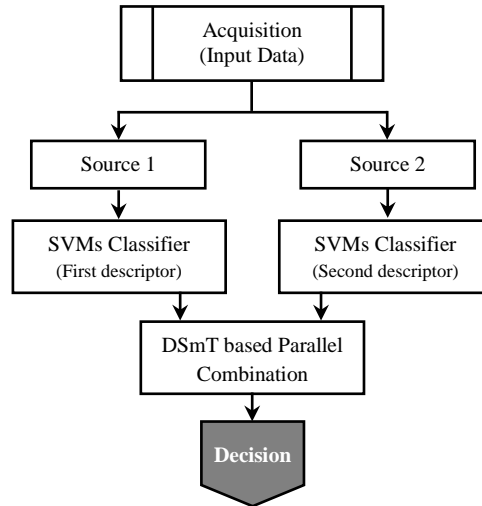 Acquisition
(Input Data)
Source 1
Source 2
SVMs Classifier
(First descriptor)
SVMs Classifier
(Second descriptor)
DSmT based Parallel
Combination
Decision